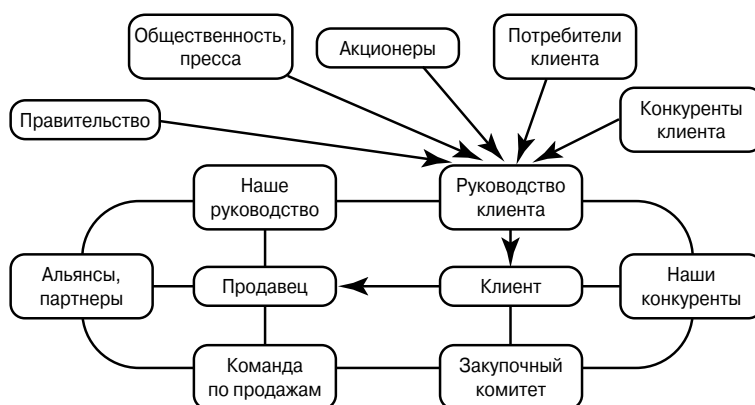 Общественность,
пресса
Акционеры
Потребители
клиента
Правительство
Конкуренты
клиента
Наше
руководство
Руководство
клиента
Альянсы,
партнеры
Продавец
Клиент
Наши
конкуренты
Команда
по продажам
Закупочный
комитет